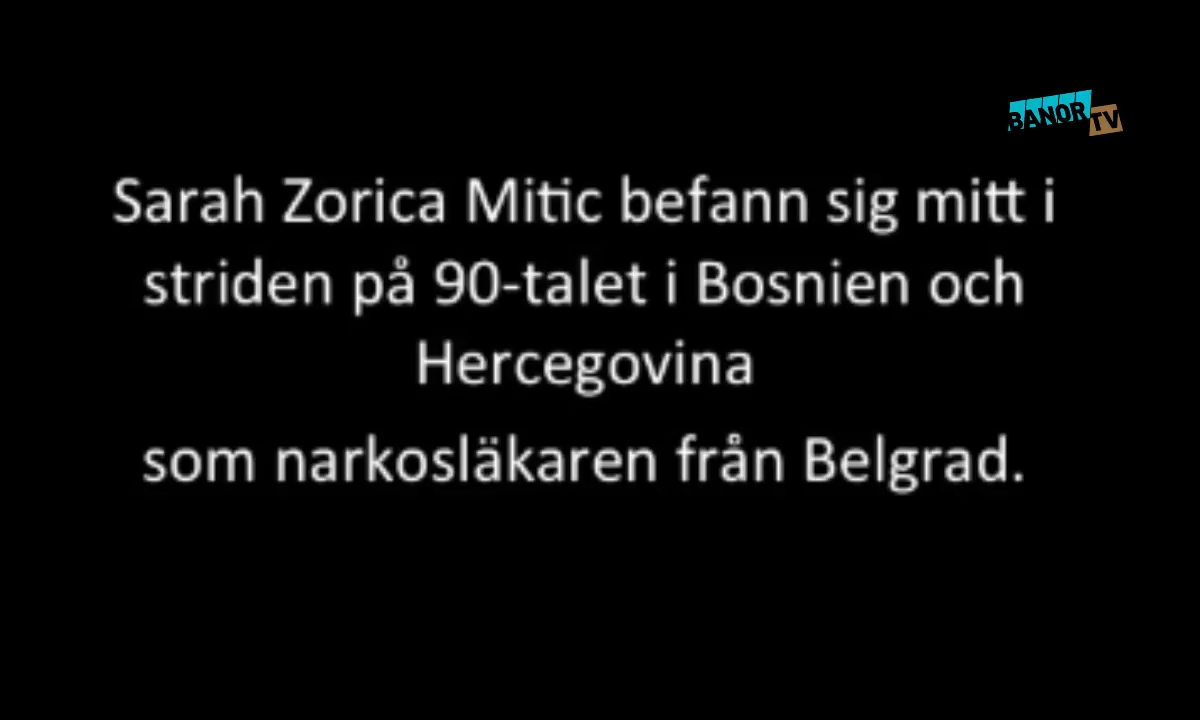 BANOR TV
Sarah Zorica Mitic befann sig mitt i
striden på 90-talet i Bosnien och
Hercegovina
som narkosläkaren från Belgrad.